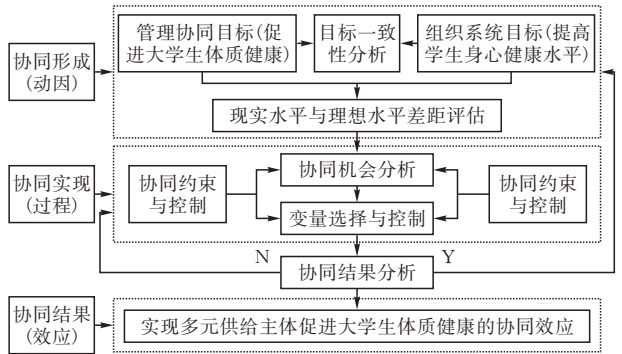 协同形成
(动因)
管理协同目标(促
进大学生体质健康)
目标一致
性分析
组织系统目标(提高
学生身心健康水平)
现实水平与理想水平差距评估
协同实现
(过程)
协同约束
与控制
协同机会分析
变量选择与控制
协同约束
与控制
N
协同结果分析
Y
协同结果
(效应)
实现多元供给主体促进大学生体质健康的协同效应